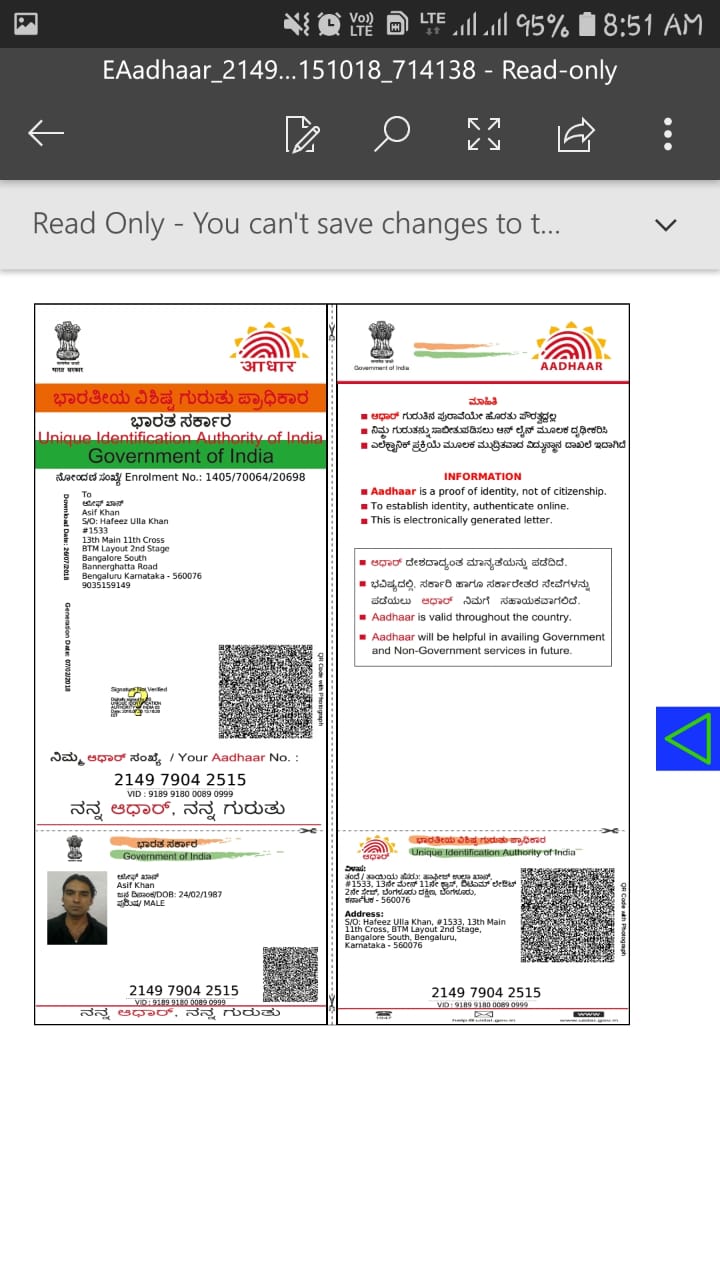 VoD LTE LTE 95% 8:51 AM
EAadhaar_2149...151018_714138 - Read-only
Read Only - You can't save changes to t...
भारत सरकार
आधार
ಭಾರತೀಯ ವಿಶಿಷ್ಟ ಗುರುತು ಪ್ರಾಧಿಕಾರ
ಭಾರತ ಸರ್ಕಾರ
Unique Identification Authority of India
Government of India
ನೋಂದಣಿ ಸಂಖ್ಯೆ/ Enrolment No.: 1405/70064/20698
Download Date: 26/07/2018
Generation Date: 07/02/2018
To
ಆಸೀಫ್ ಖಾನ್
Asif Khan
S/O: Hafeez Ulla Khan
#1533
13th Main 11th Cross
BTM Layout 2nd Stage
Bangalore South
Bannerghatta Road
Bengaluru Karnataka - 560076
9035159149
Signature Not Verified
QR Code with Photograph
ನಿಮ್ಮ ಆಧಾರ್ ಸಂಖ್ಯೆ / Your Aadhaar No. :
2149 7904 2515
VID : 9189 9180 0089 0999
ನನ್ನ ಆಧಾರ್, ನನ್ನ ಗುರುತು
Government of India
AADHAAR
ಮಾಹಿತಿ
ಆಧಾರ್ ಗುರುತಿನ ಪುರಾವೆಯೇ ಹೊರತು ಪೌರತ್ವದ್ದಲ್ಲ
ನಿಮ್ಮ ಗುರುತನ್ನು ಸಾಬೀತುಪಡಿಸಲು ಆನ್ ಲೈನ್ ಮೂಲಕ ದೃಢೀಕರಿಸಿ
ಎಲೆಕ್ಟ್ರಾನಿಕ್ ಪ್ರಕ್ರಿಯೆ ಮೂಲಕ ಮುದ್ರಿತವಾದ ವಿದ್ಯುನ್ಮಾನ ದಾಖಲೆ ಇದಾಗಿದೆ
INFORMATION
Aadhaar is a proof of identity, not of citizenship.
To establish identity, authenticate online.
This is electronically generated letter.
ಆಧಾರ್ ದೇಶದಾದ್ಯಂತ ಮಾನ್ಯತೆಯನ್ನು ಪಡೆದಿದೆ.
ಭವಿಷ್ಯದಲ್ಲಿ, ಸರ್ಕಾರಿ ಹಾಗೂ ಸರ್ಕಾರೇತರ ಸೇವೆಗಳನ್ನು
ಪಡೆಯಲು ಆಧಾರ್ ನಿಮಗೆ ಸಹಾಯಕವಾಗಲಿದೆ.
Aadhaar is valid throughout the country.
Aadhaar will be helpful in availing Government
and Non-Government services in future.
ಭಾರತ ಸರ್ಕಾರ
Government of India
ಆಸೀಫ್ ಖಾನ್
Asif Khan
ಜನ್ಮ ದಿನಾಂಕ/DOB: 24/02/1987
ಪುರುಷ/ MALE
2149 7904 2515
VID : 9189 9180 0089 0999
ನನ್ನ ಆಧಾರ್, ನನ್ನ ಗುರುತು
ಆಧಾರ್
ಭಾರತೀಯ ವಿಶಿಷ್ಟ ಗುರುತು ಪ್ರಾಧಿಕಾರ
Unique Identification Authority of India
ವಿಳಾಸ:
ತಂದೆ / ತಾಯಿಯ ಹೆಸರು: ಹಾಫೀಜ್ ಉಲ್ಲಾ ಖಾನ್,
#1533, 13ನೇ ಮೇನ್ 11ನೇ ಕ್ರಾಸ್, ಬಿಟಿಎಮ್ ಲೇಔಟ್
2ನೇ ಸ್ಟೇಜ್, ಬೆಂಗಳೂರು ದಕ್ಷಿಣ, ಬೆಂಗಳೂರು,
ಕರ್ನಾಟಕ - 560076
Address:
S/O: Hafeez Ulla Khan, #1533, 13th Main
11th Cross, BTM Layout 2nd Stage,
Bangalore South, Bengaluru,
Karnataka - 560076
QR Code with Photograph
2149 7904 2515
VID : 9189 9180 0089 0999
1947
help@uidai.gov.in
WWW
www.uidai.gov.in